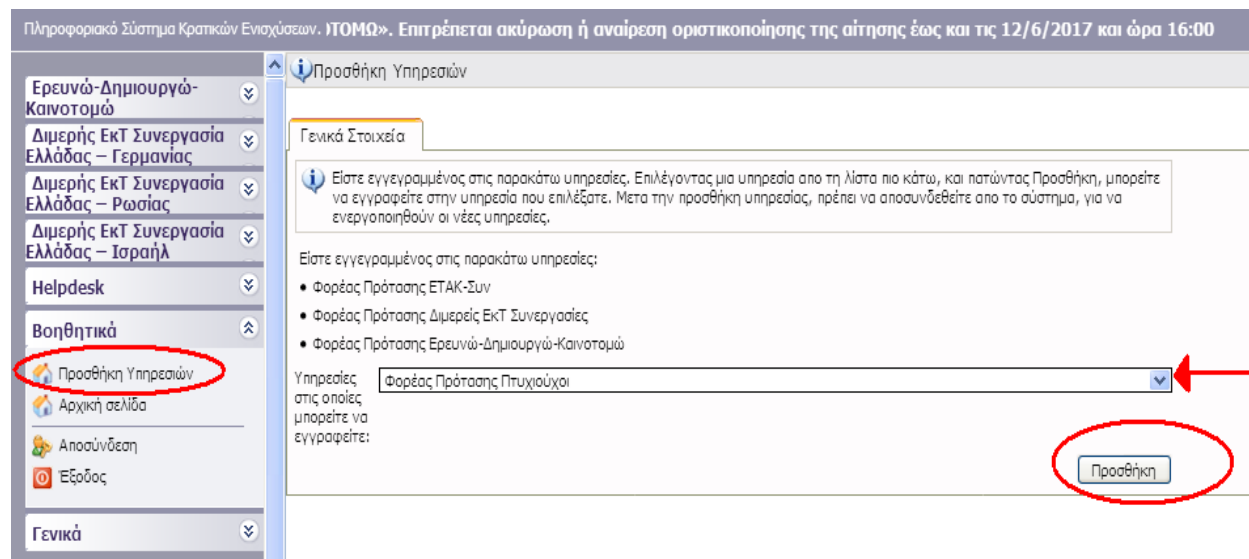 Πληροφοριακό Σύστημα Κρατικών Ενισχύσεων. ΟΤΟΜΩ». Επιτρέπεται ακύρωση ή αναίρεση οριστικοποίησης της αίτησης έως και τις 12/6/2017 και ώρα 16:00
Ερευνώ-Δημιουργώ-
Καινοτομώ
Διμερής ΕκΤ Συνεργασία
Ελλάδας – Γερμανίας
Διμερής ΕκΤ Συνεργασία
Ελλάδας – Ρωσίας
Διμερής ΕκΤ Συνεργασία
Ελλάδας – Ισραήλ
Helpdesk
Βοηθητικά
Προσθήκη Υπηρεσιών
Αρχική σελίδα
Αποσύνδεση
Έξοδος
Γενικά
Προσθήκη Υπηρεσιών
Γενικά Στοιχεία
Είστε εγγεγραμμένος στις παρακάτω υπηρεσίες. Επιλέγοντας μια υπηρεσία απο τη λίστα πιο κάτω, και πατώντας Προσθήκη, μπορείτε
να εγγραφείτε στην υπηρεσία που επιλέξατε. Μετα την προσθήκη υπηρεσίας, πρέπει να αποσυνδεθείτε απο το σύστημα, για να
ενεργοποιηθούν οι νέες υπηρεσίες.
Είστε εγγεγραμμένος στις παρακάτω υπηρεσίες:
• Φορέας Πρότασης ΕΤΑΚ-Συν
• Φορέας Πρότασης Διμερείς ΕκΤ Συνεργασίες
• Φορέας Πρότασης Ερευνώ-Δημιουργώ-Καινοτομώ
Υπηρεσίες
στις οποίες
μπορείτε να
εγγραφείτε:
Φορέας Πρότασης Πτυχιούχοι
Προσθήκη